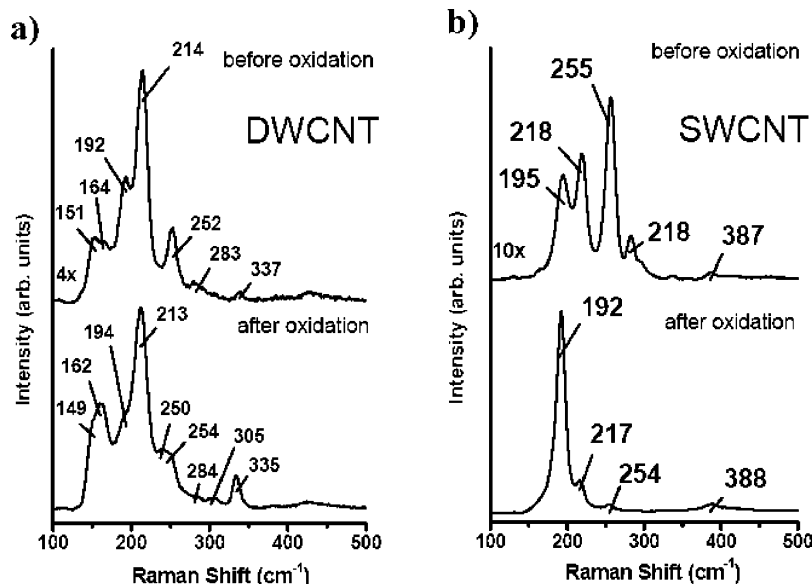 a)
214
before oxidation
DWCNT
192
164
151
252
283
337
4x
after oxidation
213
194
162
149
250
254
305
284
335
Intensity (arb. units)
100 200 300 400 500
Raman Shift (cm⁻¹)
b)
before oxidation
255
SWCNT
218
195
218
387
10x
after oxidation
192
217
254
388
Intensity (arb. units)
100 200 300 400 500
Raman Shift (cm⁻¹)